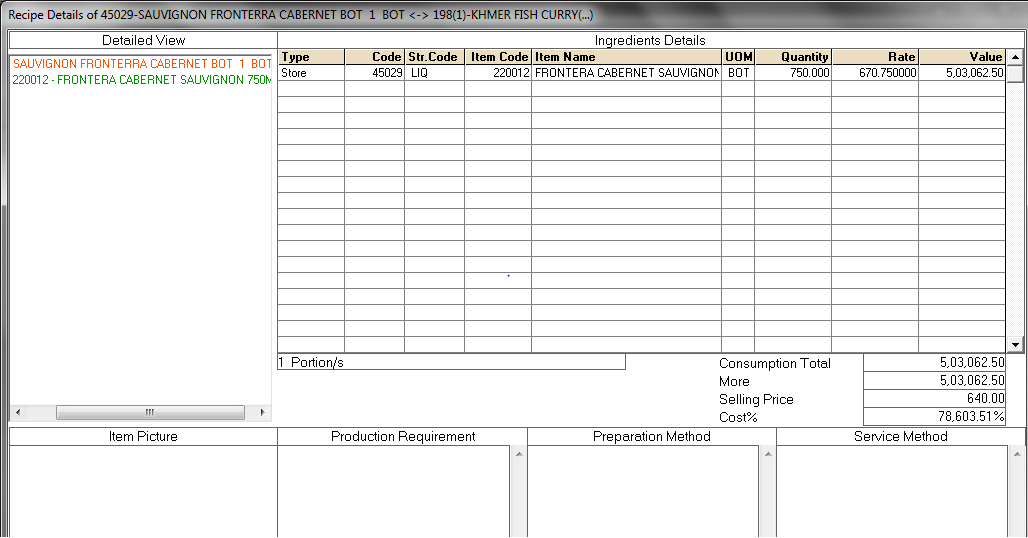 Recipe Details of 45029-SAUVIGNON FRONTERRA CABERNET BOT 1 BOT <-> 198(1)-KHMER FISH CURRY(...)
Detailed View
SAUVIGNON FRONTERRA CABERNET BOT 1 BOT
220012 - FRONTERA CABERNET SAUVIGNON 750M
Ingredients Details
Type Code Str.Code Item Code Item Name UOM Quantity Rate Value
Store 45029 LIQ 220012 FRONTERA CABERNET SAUVIGNON BOT 750.000 670.750000 5,03,062.50
1 Portion/s
Consumption Total 5,03,062.50
More 5,03,062.50
Selling Price 640.00
Cost% 78,603.51%
Item Picture
Production Requirement
Preparation Method
Service Method